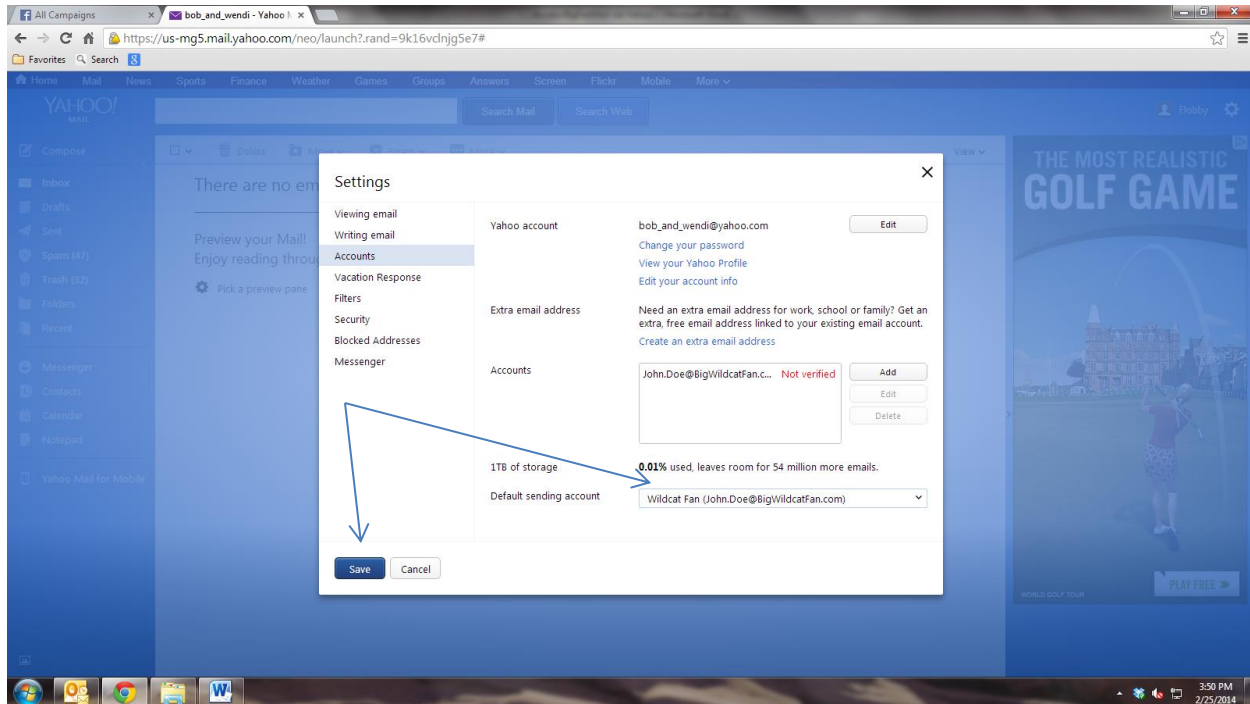 All Campaigns
bob_and_wendi - Yahoo
https://us-mg5.mail.yahoo.com/neo/launch?.rand=9k16vclnjg5e7#
Favorites Search 8
Home Mail News Sports Finance Weather Games Groups Answers Screen Flickr Mobile More
YAHOO!
MAIL
Search Mail Search Web
Flobby
Compose
Delete
View
Inbox
Drafts
Sent
Spam (47)
Trash (32)
Folders
Recent
Messenger
Contacts
Calendar
Notepad
Yahoo Mail for Mobile
There are no em
Preview your Mail!
Enjoy reading throug
Pick a preview pane
Settings
Viewing email
Writing email
Accounts
Vacation Response
Filters
Security
Blocked Addresses
Messenger
Yahoo account
bob_and_wendi@yahoo.com
Edit
Change your password
View your Yahoo Profile
Edit your account info
Extra email address
Need an extra email address for work, school or family? Get an
extra, free email address linked to your existing email account.
Create an extra email address
Accounts
John.Doe@BigWildcatFan.c... Not verified
Add
Edit
Delete
1TB of storage
0.01% used, leaves room for 54 million more emails.
Default sending account
Wildcat Fan (John.Doe@BigWildcatFan.com)
Save
Cancel
THE MOST REALISTIC
GOLF GAME
PLAY FREE
WORLD GOLF TOUR
W
3:50 PM
2/25/2014